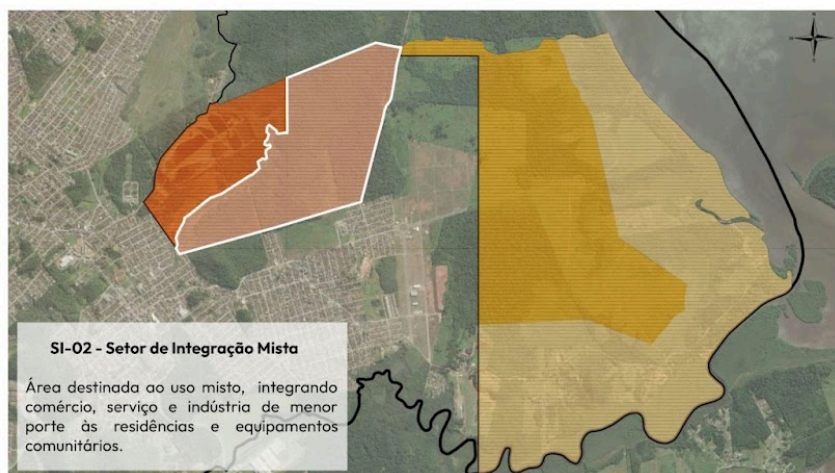 SI-02 - Setor de Integração Mista
Área destinada ao uso misto, integrando
comércio, serviço e indústria de menor
porte às residências e equipamentos
comunitários.